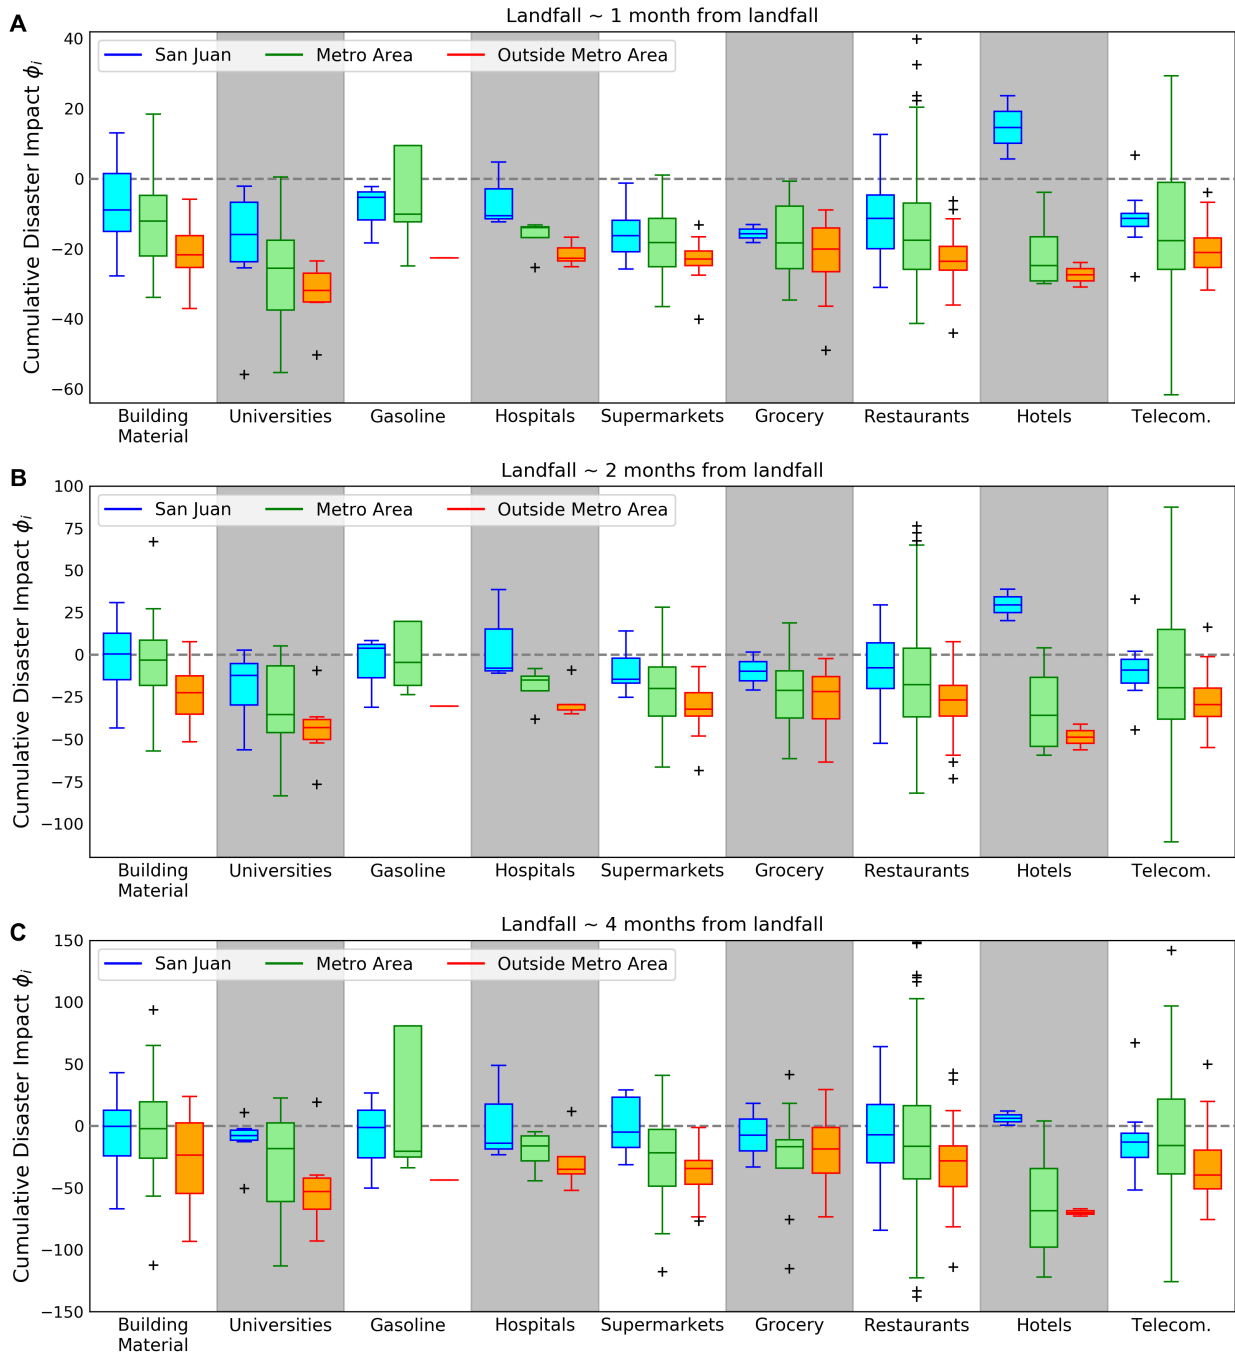 A
Landfall ~ 1 month from landfall
San Juan Metro Area Outside Metro Area
Cumulative Disaster Impact ϕi
40
20
0
−20
−40
−60
Building Material Universities Gasoline Hospitals Supermarkets Grocery Restaurants Hotels Telecom.
B
Landfall ~ 2 months from landfall
San Juan Metro Area Outside Metro Area
Cumulative Disaster Impact ϕi
100
75
50
25
0
−25
−50
−75
−100
Building Material Universities Gasoline Hospitals Supermarkets Grocery Restaurants Hotels Telecom.
C
Landfall ~ 4 months from landfall
San Juan Metro Area Outside Metro Area
Cumulative Disaster Impact ϕi
150
100
50
0
−50
−100
−150
Building Material Universities Gasoline Hospitals Supermarkets Grocery Restaurants Hotels Telecom.